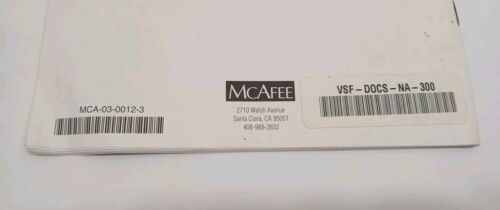 MCA-03-0012-3
McAFEE
2710 Walsh Avenue
Santa Clara, CA 95051
408-988-3832
VSF-DOCS-NA-300